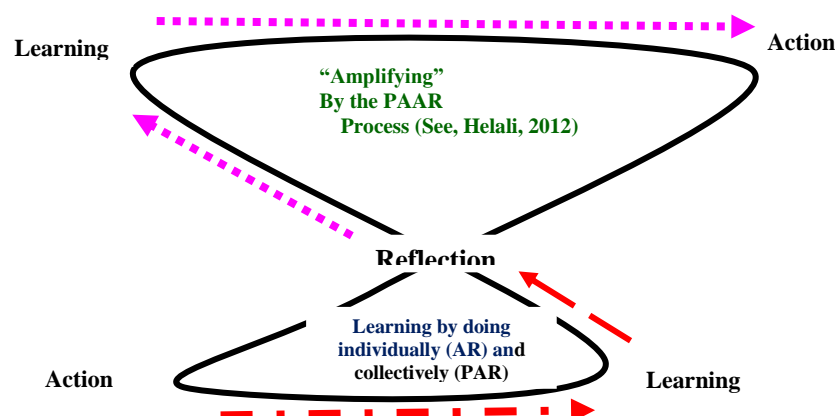 Learning
Action
“Amplifying”
By the PAAR
Process (See, Helali, 2012)
Reflection
Learning by doing
individually (AR) and
collectively (PAR)
Action
Learning